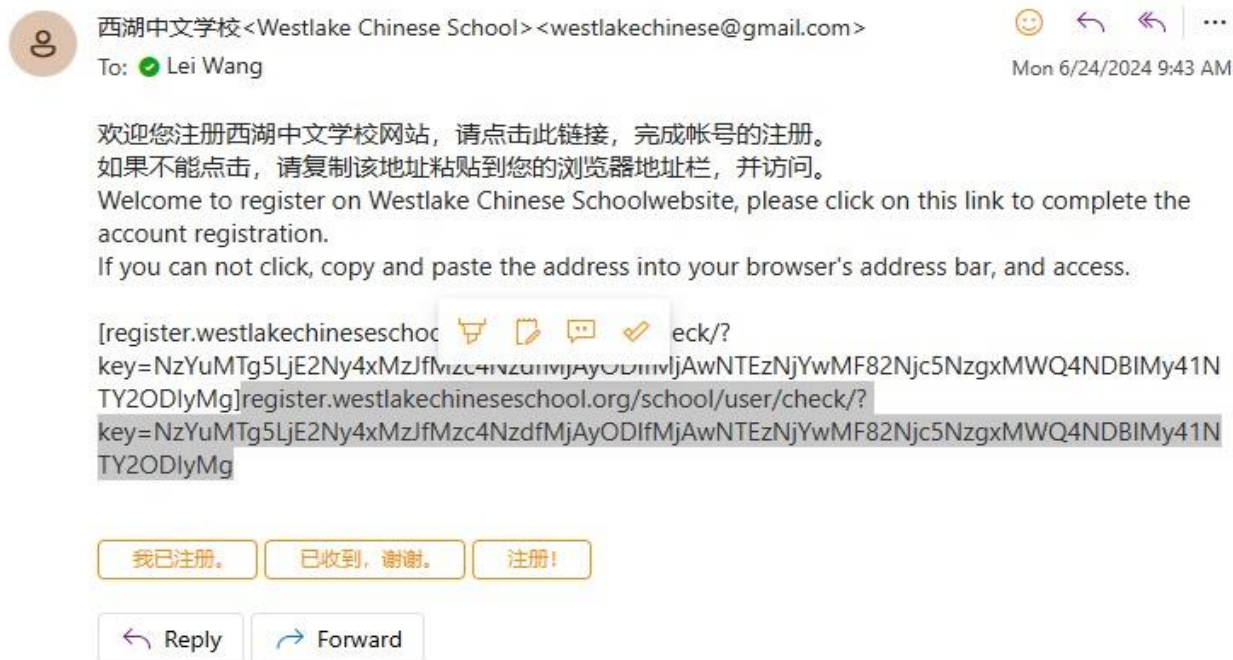 西湖中文学校<Westlake Chinese School><westlakechinese@gmail.com>
To: Lei Wang
Mon 6/24/2024 9:43 AM
欢迎您注册西湖中文学校网站，请点击此链接，完成帐号的注册。
如果不能点击，请复制该地址粘贴到您的浏览器地址栏，并访问。
Welcome to register on Westlake Chinese Schoolwebsite, please click on this link to complete the
account registration.
If you can not click, copy and paste the address into your browser's address bar, and access.
[register.westlakechineseschoo eck/?
key=NzYuMTg5LjE2Ny4xMzJfMzc4NzdfMjAyODIfMjAwNTEzNjYwMF82Njc5NzgxMWQ4NDBlMy41N
TY2ODIyMg]register.westlakechineseschool.org/school/user/check/?
key=NzYuMTg5LjE2Ny4xMzJfMzc4NzdfMjAyODIfMjAwNTEzNjYwMF82Njc5NzgxMWQ4NDBlMy41N
TY2ODIyMg
我已注册。 已收到，谢谢。 注册！
Reply Forward